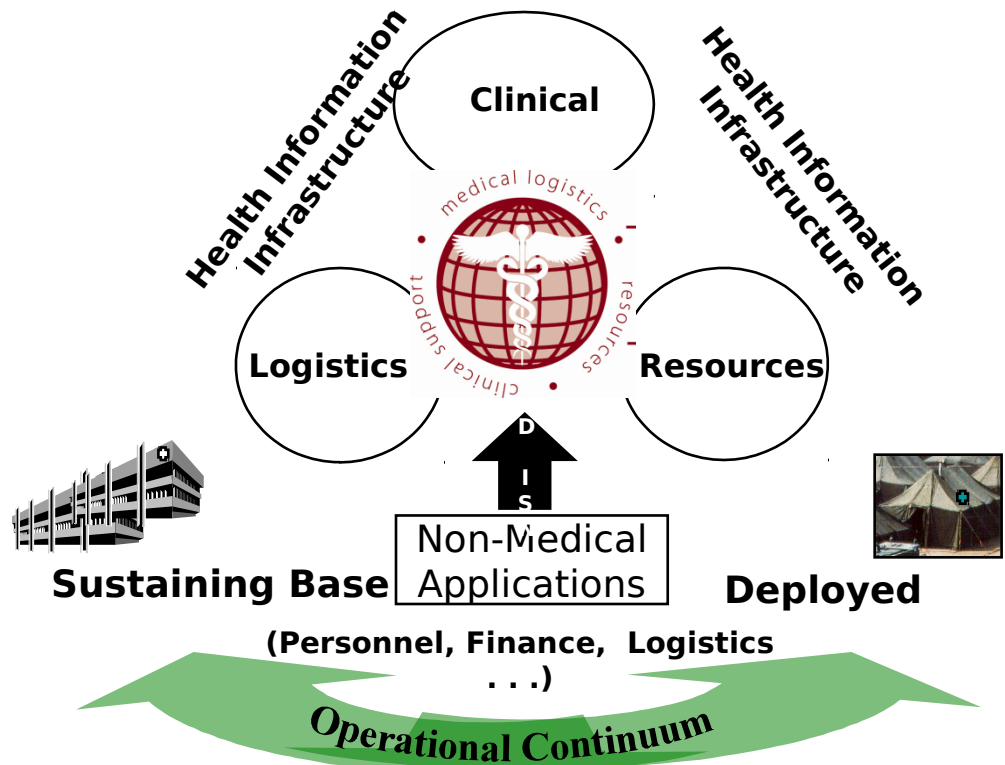 Health Information
Infrastructure
Clinical
Health Information
Infrastructure
medical logistics
resources
clinical support
Logistics
Resources
D
I
S
Non-Medical
Applications
Sustaining Base
Deployed
(Personnel, Finance, Logistics
. . .)
Operational Continuum